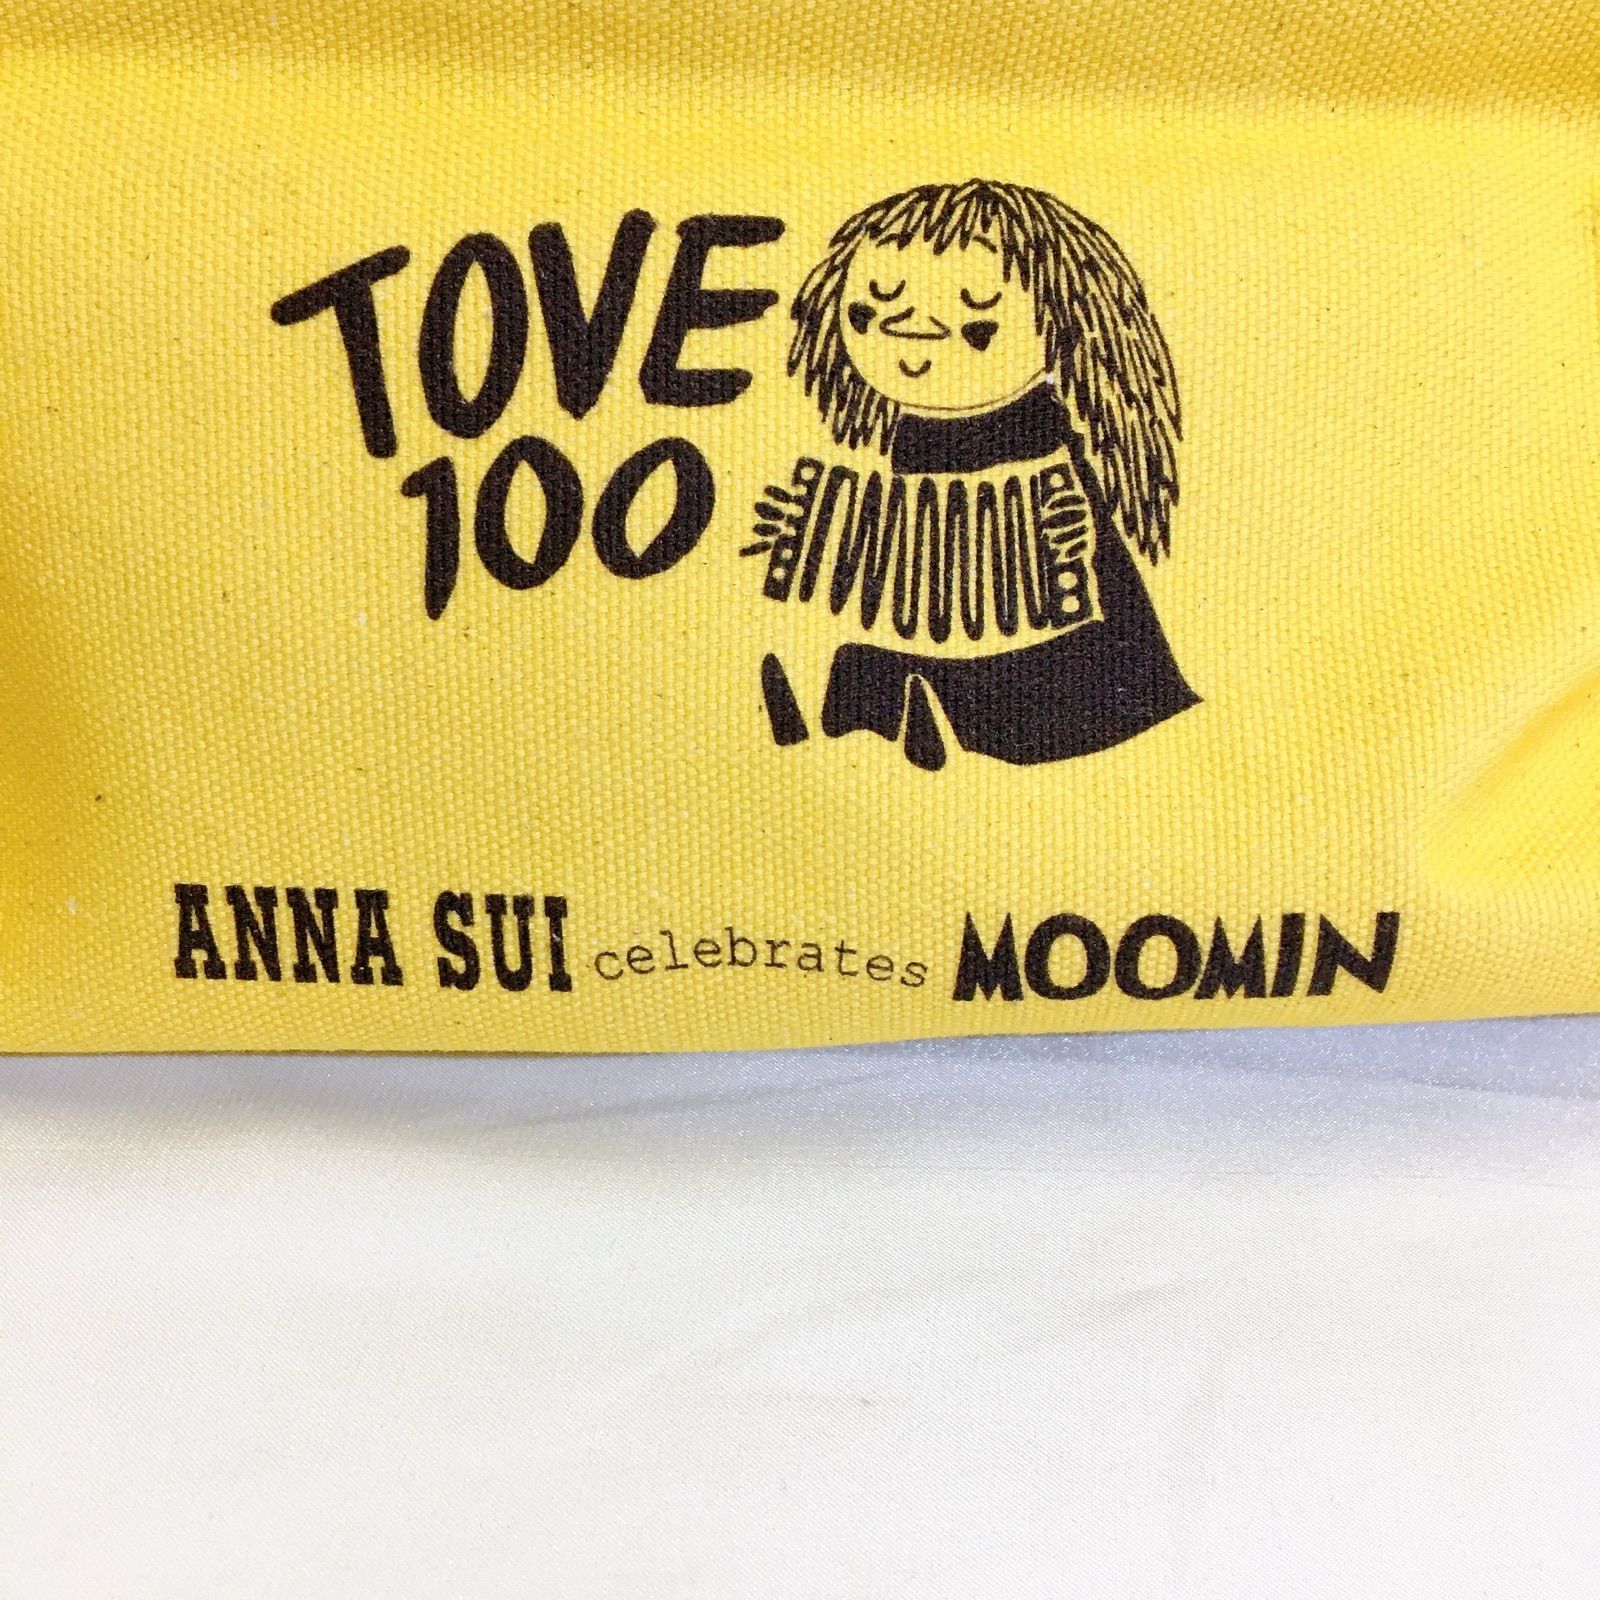 TOVE
100
ANNA SUI celebrates MOOMIN